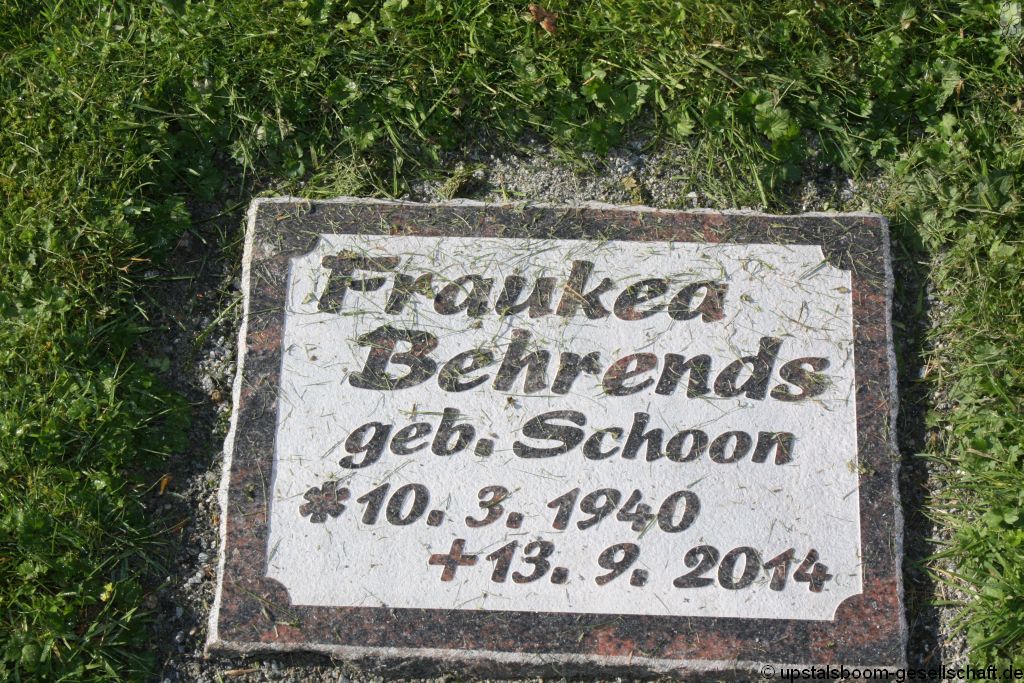 Fraukea
Behrends
geb. Schoon
* 10. 3. 1940
+ 13. 9. 2014
© upstalsboom-gesellschaft.de